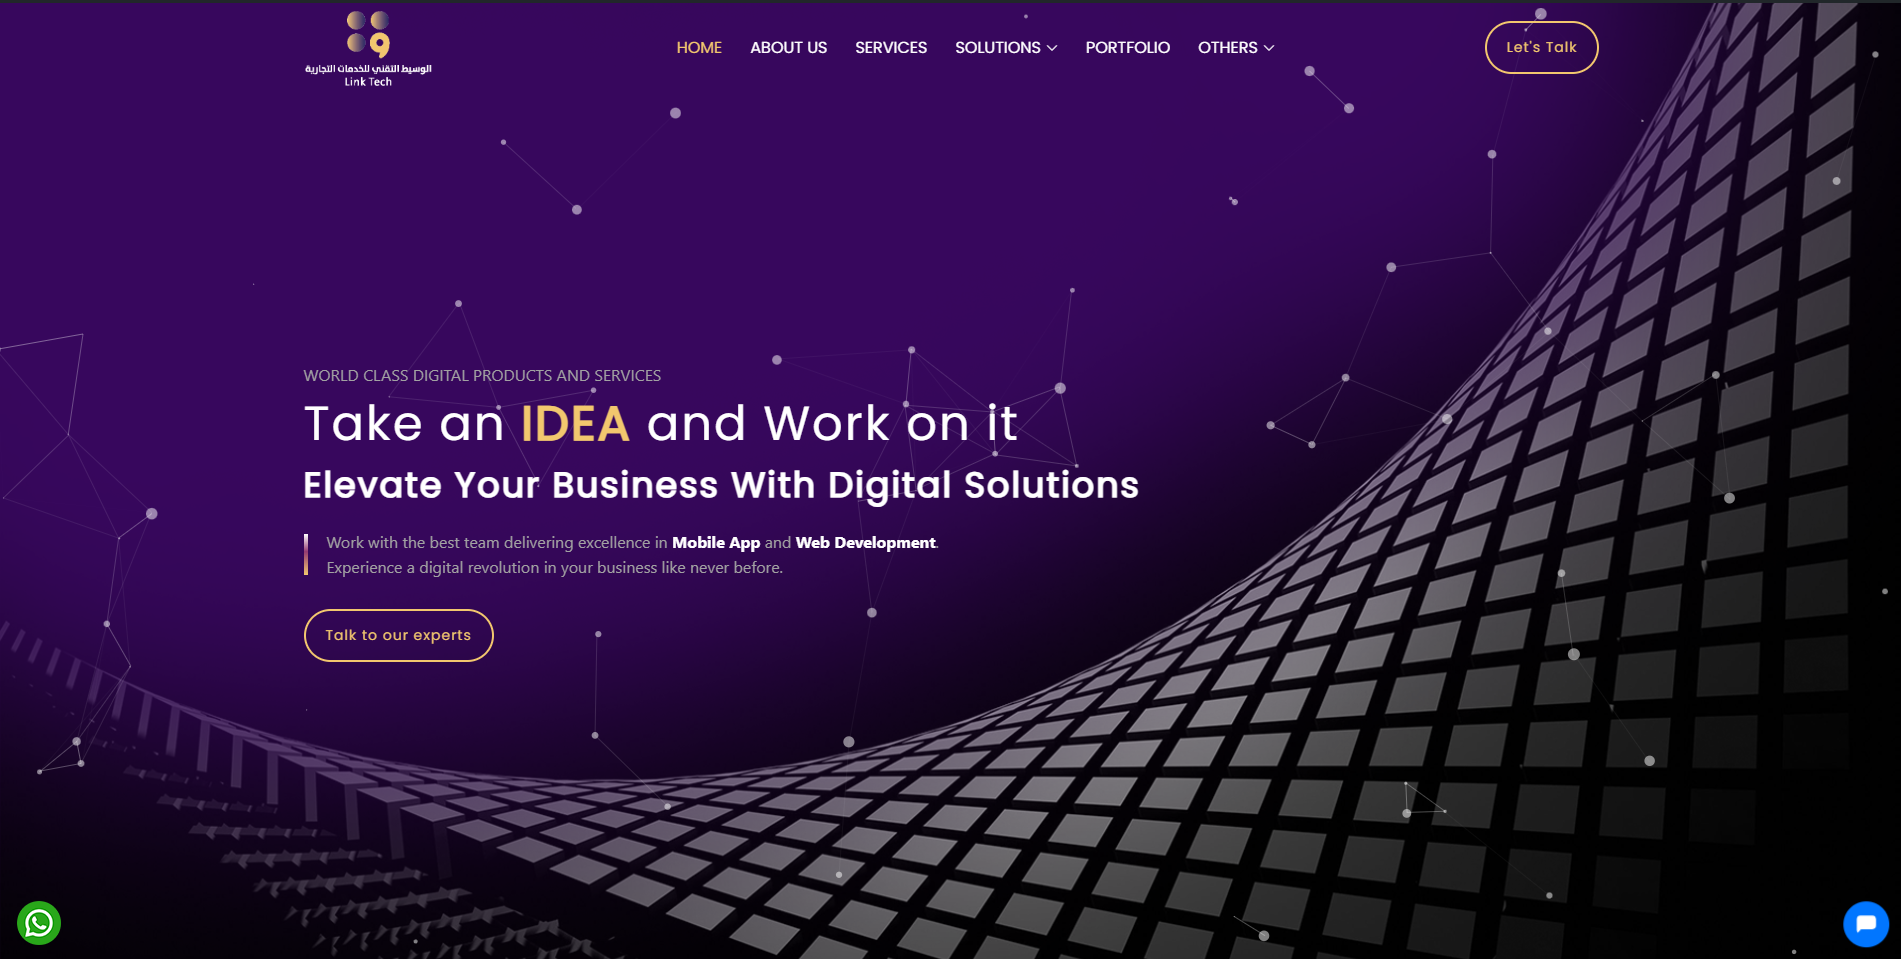 الوسيط التقني للخدمات التجارية
Link Tech
HOME
ABOUT US
SERVICES
SOLUTIONS
PORTFOLIO
OTHERS
Let's Talk
WORLD CLASS DIGITAL PRODUCTS AND SERVICES
Take an IDEA and Work on it
Elevate Your Business With Digital Solutions
Work with the best team delivering excellence in Mobile App and Web Development.
Experience a digital revolution in your business like never before.
Talk to our experts